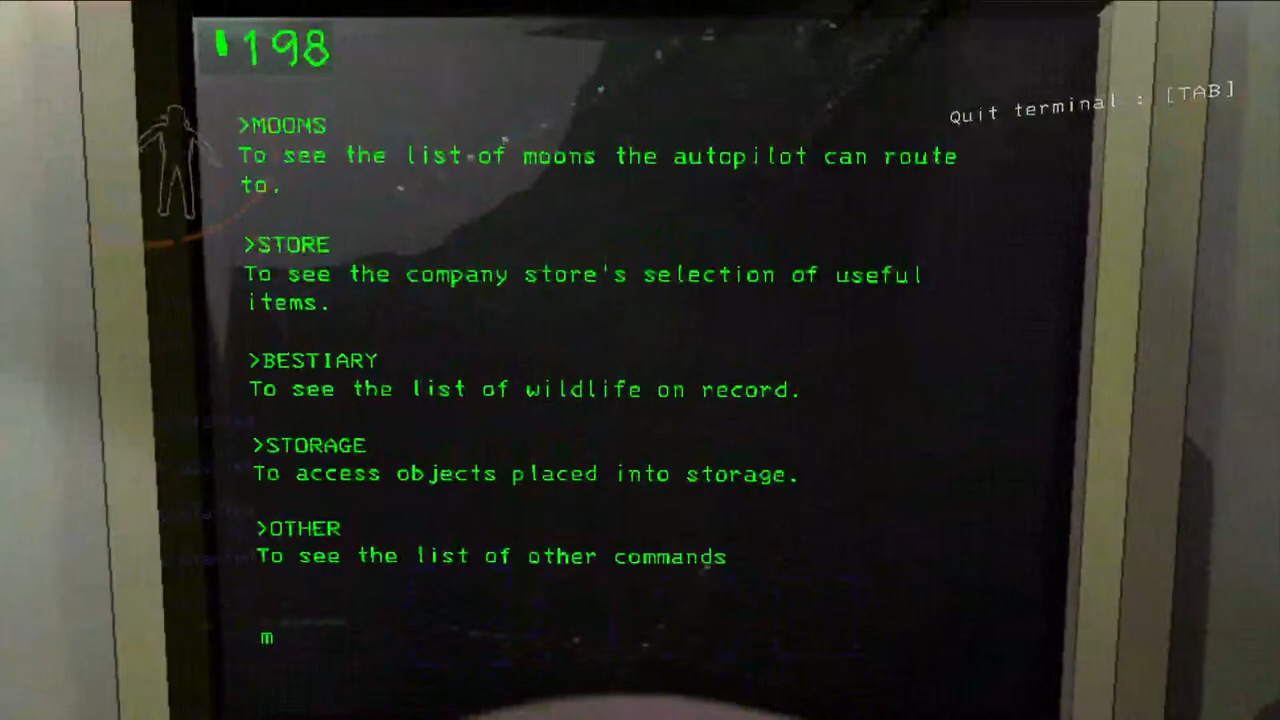 198
Quit terminal : [TAB]
>MOONS
To see the list of moons the autopilot can route
to.
>STORE
To see the company store's selection of useful
items.
>BESTIARY
To see the list of wildlife on record.
>STORAGE
To access objects placed into storage.
>OTHER
To see the list of other commands
m